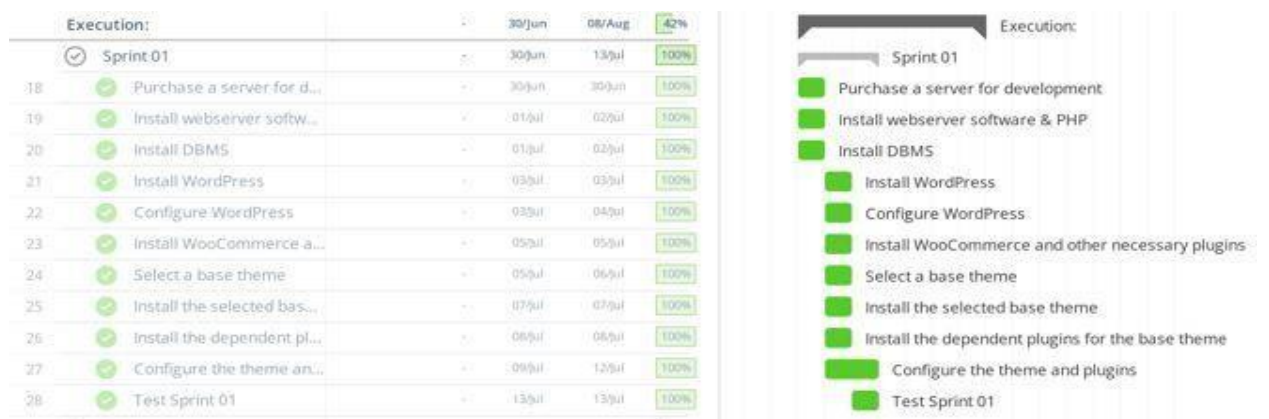 Execution: - 30/Jun 08/Aug 42% Execution:
Sprint 01 - 30/Jun 13/Jul 100% Sprint 01
18 Purchase a server for d... - 30/Jun 30/Jun 100% Purchase a server for development
19 Install webserver softw... - 01/Jul 02/Jul 100% Install webserver software & PHP
20 Install DBMS - 01/Jul 02/Jul 100% Install DBMS
21 Install WordPress - 03/Jul 03/Jul 100% Install WordPress
22 Configure WordPress - 03/Jul 04/Jul 100% Configure WordPress
23 Install WooCommerce a... - 05/Jul 05/Jul 100% Install WooCommerce and other necessary plugins
24 Select a base theme - 05/Jul 06/Jul 100% Select a base theme
25 Install the selected bas... - 07/Jul 07/Jul 100% Install the selected base theme
26 Install the dependent pl... - 08/Jul 08/Jul 100% Install the dependent plugins for the base theme
27 Configure the theme an... - 09/Jul 12/Jul 100% Configure the theme and plugins
28 Test Sprint 01 - 13/Jul 13/Jul 100% Test Sprint 01